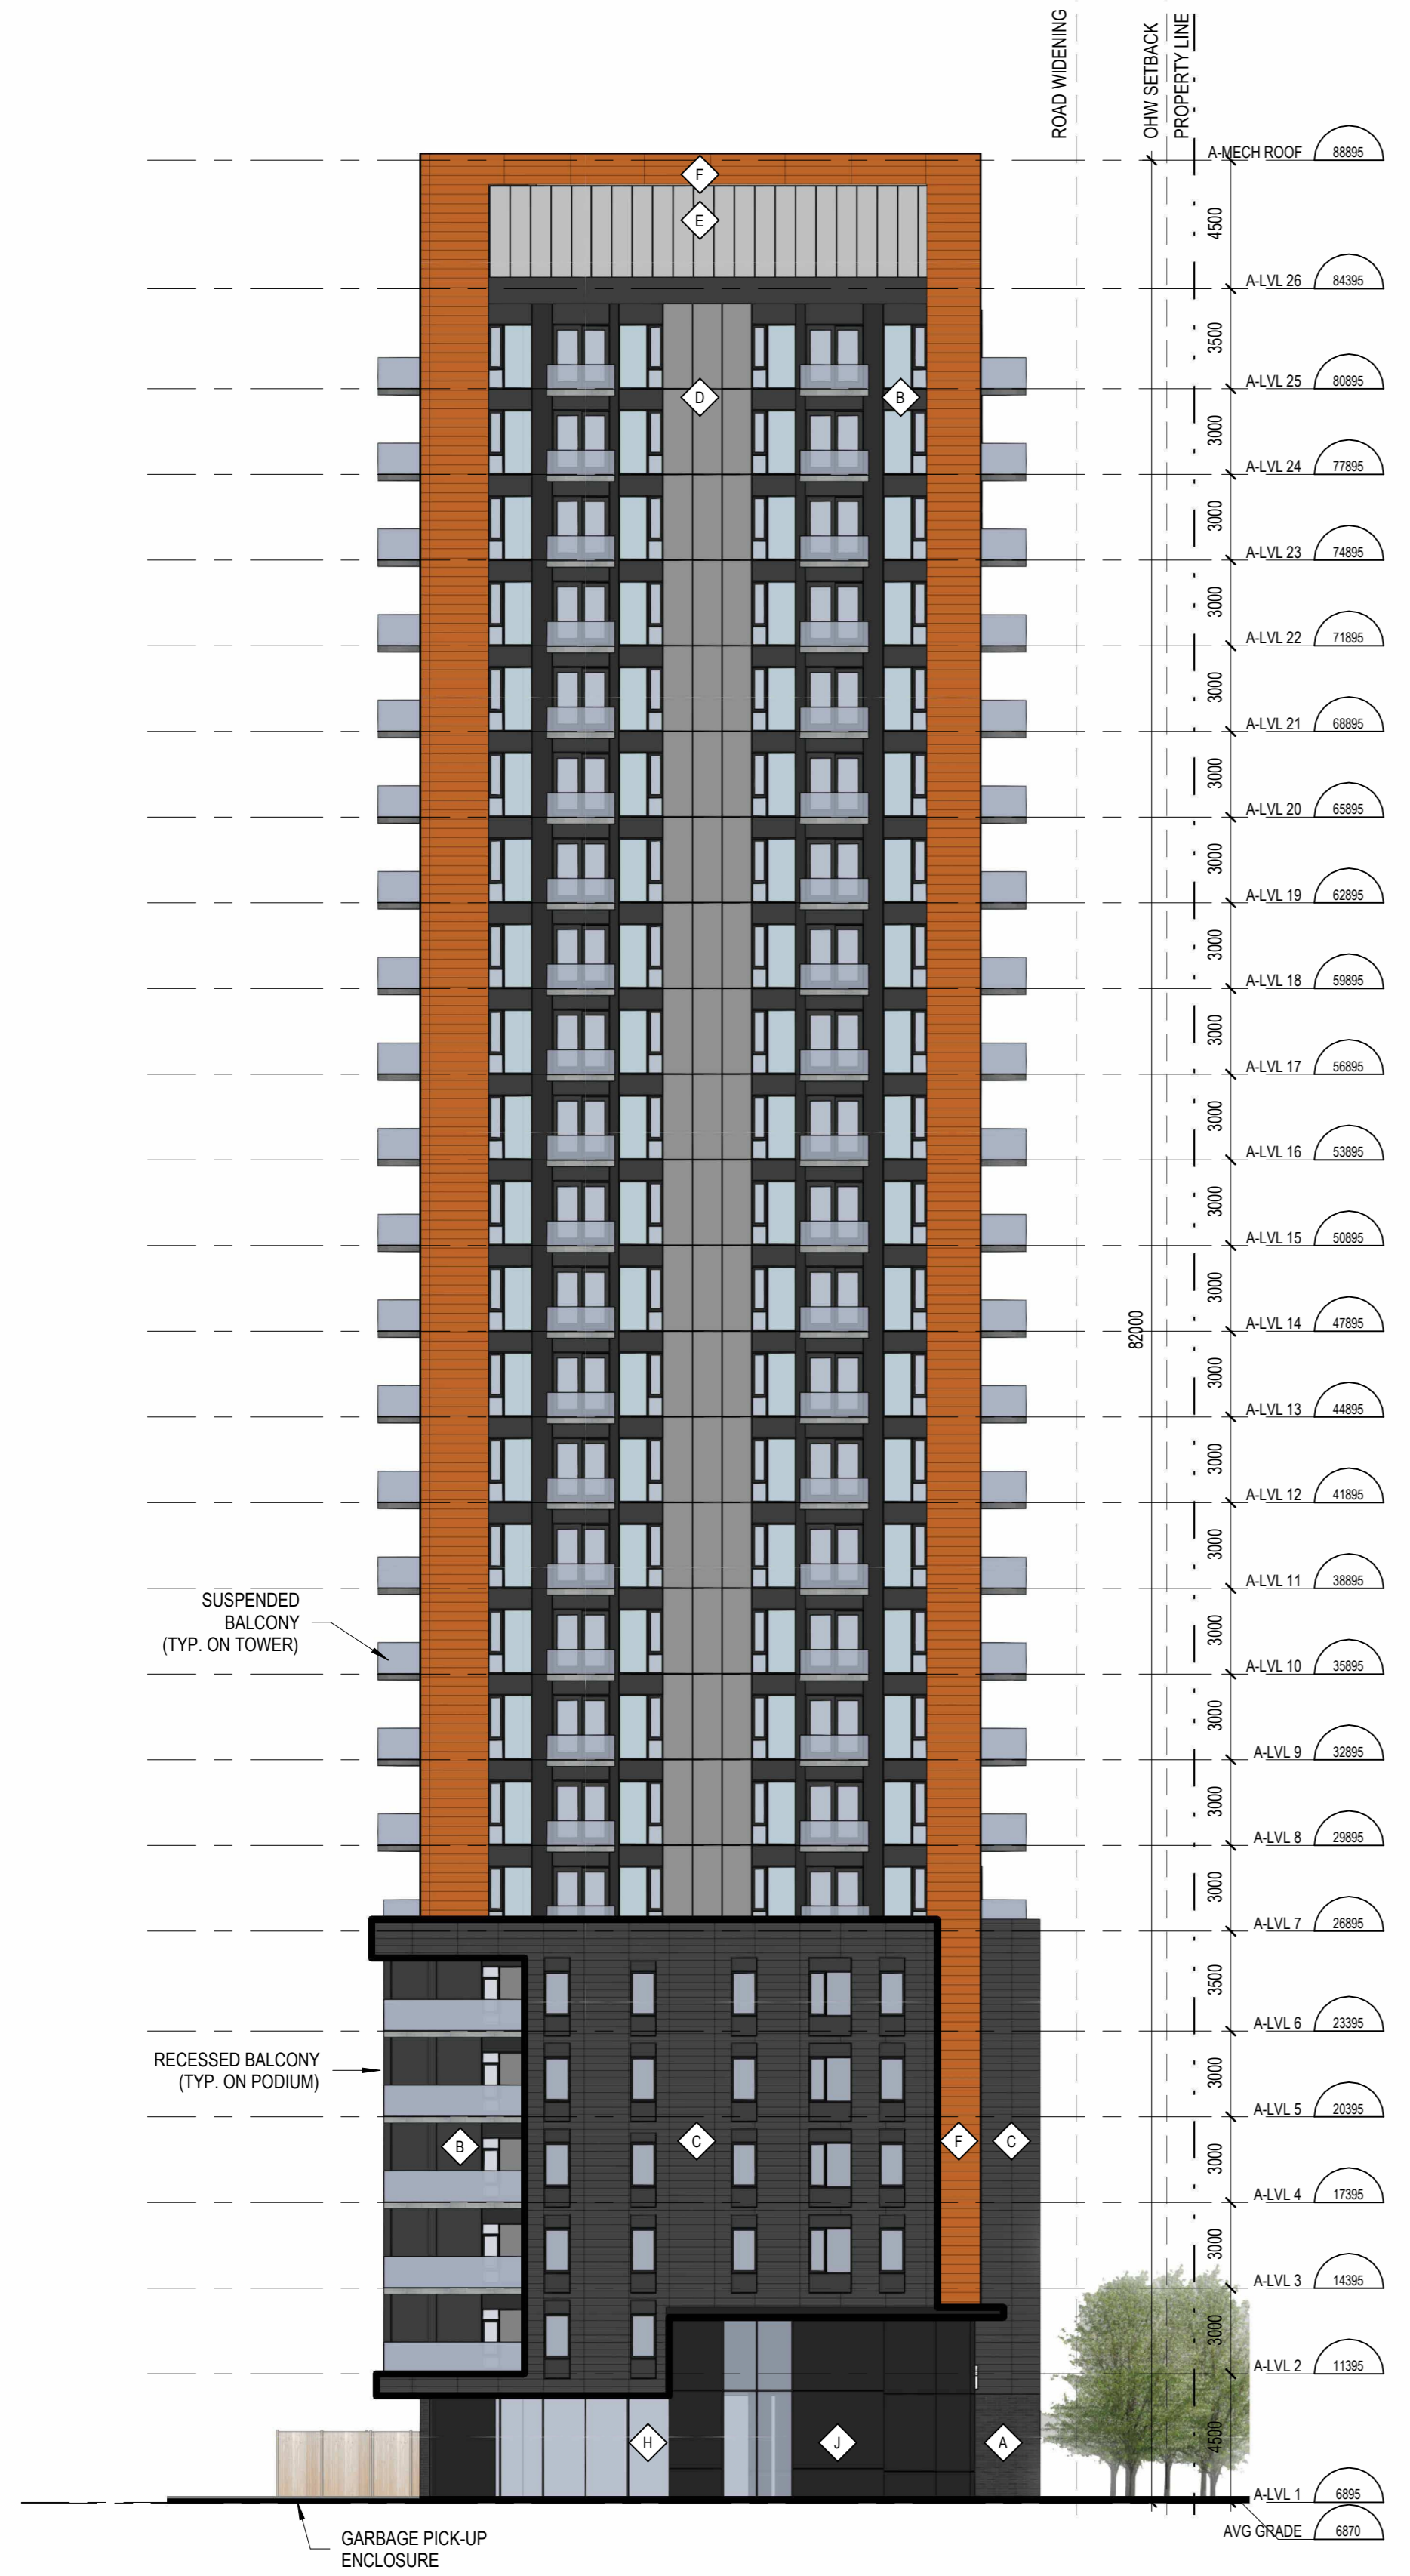 ROAD WIDENING
OHW SETBACK
PROPERTY LINE
A-MECH ROOF 88895
F
E
4500
A-LVL 26 84395
3500
A-LVL 25 80895
D
B
3000
A-LVL 24 77895
3000
A-LVL 23 74895
3000
A-LVL 22 71895
3000
A-LVL 21 68895
3000
A-LVL 20 65895
3000
A-LVL 19 62895
3000
A-LVL 18 59895
3000
A-LVL 17 56895
3000
A-LVL 16 53895
3000
A-LVL 15 50895
3000
82000
A-LVL 14 47895
3000
A-LVL 13 44895
3000
A-LVL 12 41895
3000
A-LVL 11 38895
SUSPENDED
BALCONY
(TYP. ON TOWER)
3000
A-LVL 10 35895
3000
A-LVL 9 32895
3000
A-LVL 8 29895
3000
A-LVL 7 26895
3500
A-LVL 6 23395
RECESSED BALCONY
(TYP. ON PODIUM)
3000
A-LVL 5 20395
B
C
F
C
3000
A-LVL 4 17395
3000
A-LVL 3 14395
3000
A-LVL 2 11395
H
J
A
4500
A-LVL 1 6895
AVG GRADE 6870
GARBAGE PICK-UP
ENCLOSURE